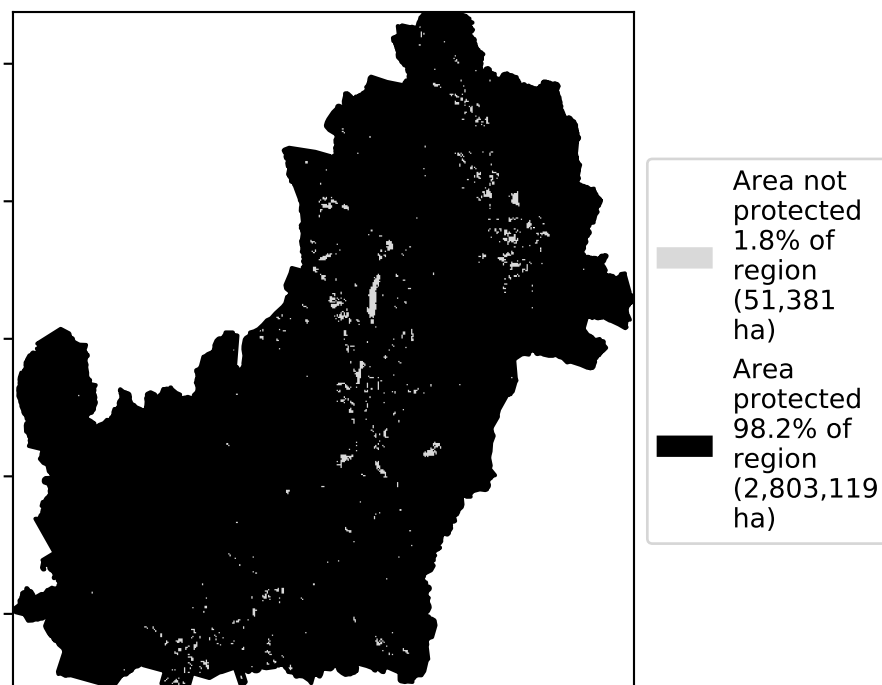 Area not
protected
1.8% of
region
(51,381
ha)
Area
protected
98.2% of
region
(2,803,119
ha)